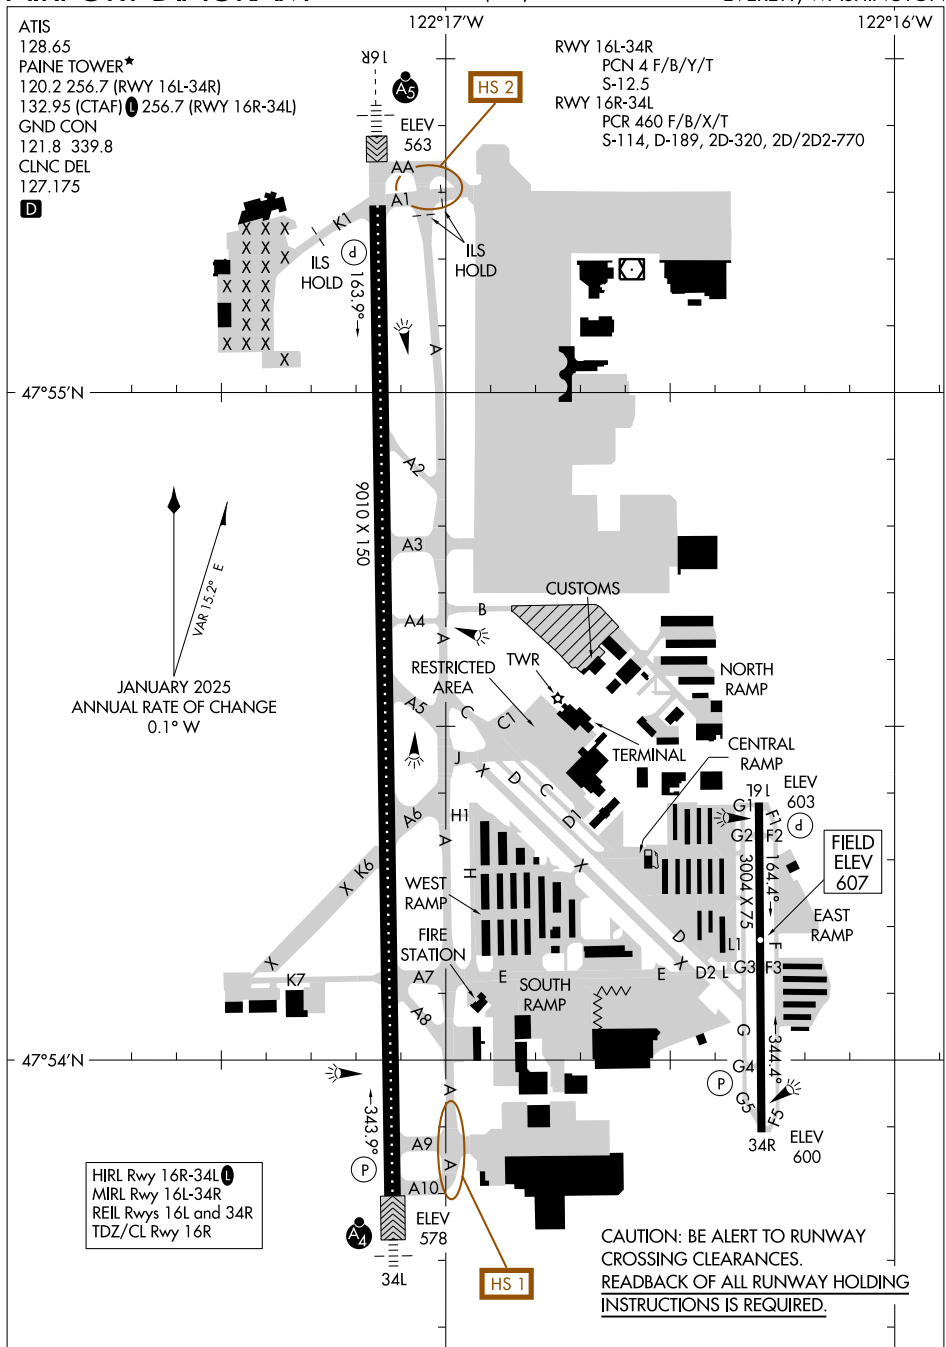 122°17'W
122°16'W
ATIS
128.65
PAINE TOWER★
120.2 256.7 (RWY 16L-34R)
132.95 (CTAF) L 256.7 (RWY 16R-34L)
GND CON
121.8 339.8
CLNC DEL
127.175
D
RWY 16L-34R
PCN 4 F/B/Y/T
S-12.5
RWY 16R-34L
PCR 460 F/B/X/T
S-114, D-189, 2D-320, 2D/2D2-770
16R
A5
HS 2
ELEV
563
AA
A1
K1
ILS
HOLD
ILS
HOLD
P
163.9°
X X X
X X X X
X X X
X X X
X X X
X X X
X X X
X
A
47°55'N
A2
9010 X 150
A3
VAR 15.2° E
JANUARY 2025
ANNUAL RATE OF CHANGE
0.1° W
CUSTOMS
B
A4
A
TWR
RESTRICTED
AREA
NORTH
RAMP
A5
C
C1
TERMINAL
CENTRAL
RAMP
J
X
D
C
D1
16L
ELEV
603
G1
F1
P
G2
F2
A6
H1
A
H
X
K6
X
X
WEST
RAMP
3004 X 75
164.4°
FIELD
ELEV
607
EAST
RAMP
FIRE
STATION
D
X
L1
F
K7
A7
E
SOUTH
RAMP
E
D2
L
G3
F3
A8
G
344.4°
47°54'N
G4
P
G5
F5
A
34R
ELEV
600
343.9°
A9
A
P
A10
HIRL Rwy 16R-34L L
MIRL Rwy 16L-34R
REIL Rwys 16L and 34R
TDZ/CL Rwy 16R
A4
ELEV
578
34L
HS 1
CAUTION: BE ALERT TO RUNWAY
CROSSING CLEARANCES.
READBACK OF ALL RUNWAY HOLDING
INSTRUCTIONS IS REQUIRED.